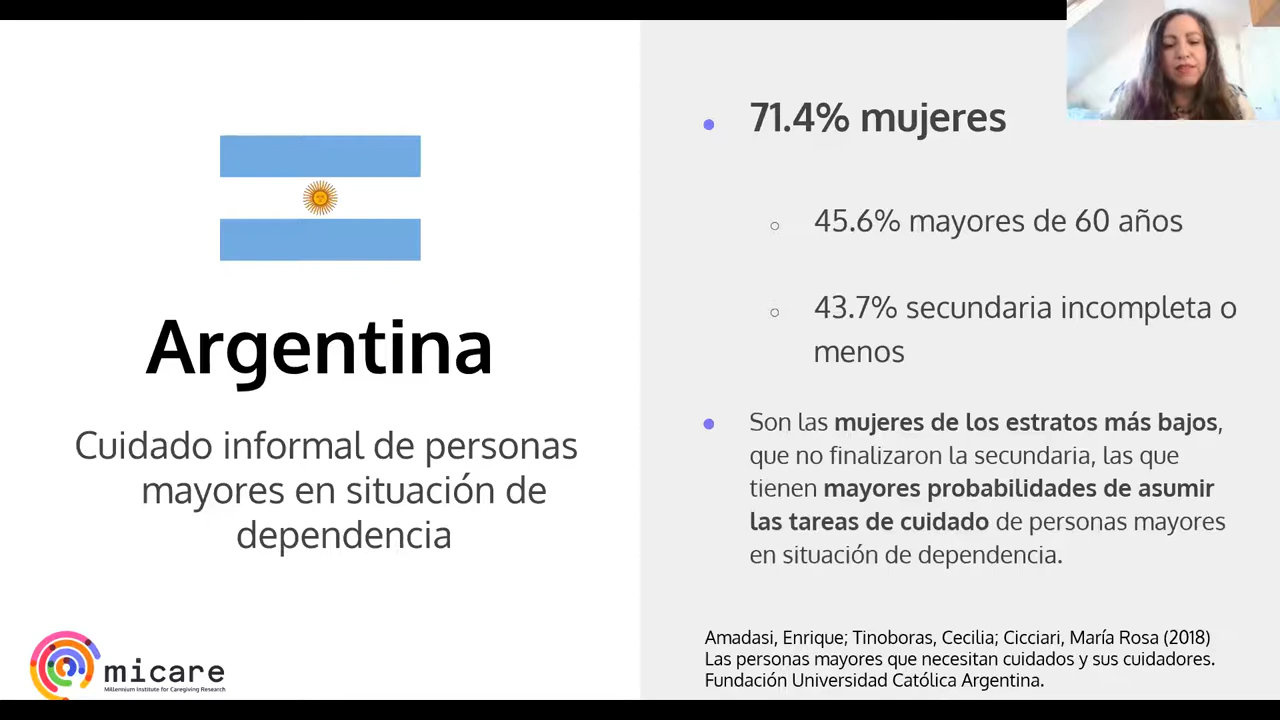 Argentina
Cuidado informal de personas
mayores en situación de
dependencia
micare
Millennium Institute for Caregiving Research
71.4% mujeres
45.6% mayores de 60 años
43.7% secundaria incompleta o
menos
Son las mujeres de los estratos más bajos,
que no finalizaron la secundaria, las que
tienen mayores probabilidades de asumir
las tareas de cuidado de personas mayores
en situación de dependencia.
Amadasi, Enrique; Tinoboras, Cecilia; Cicciari, María Rosa (2018)
Las personas mayores que necesitan cuidados y sus cuidadores.
Fundación Universidad Católica Argentina.